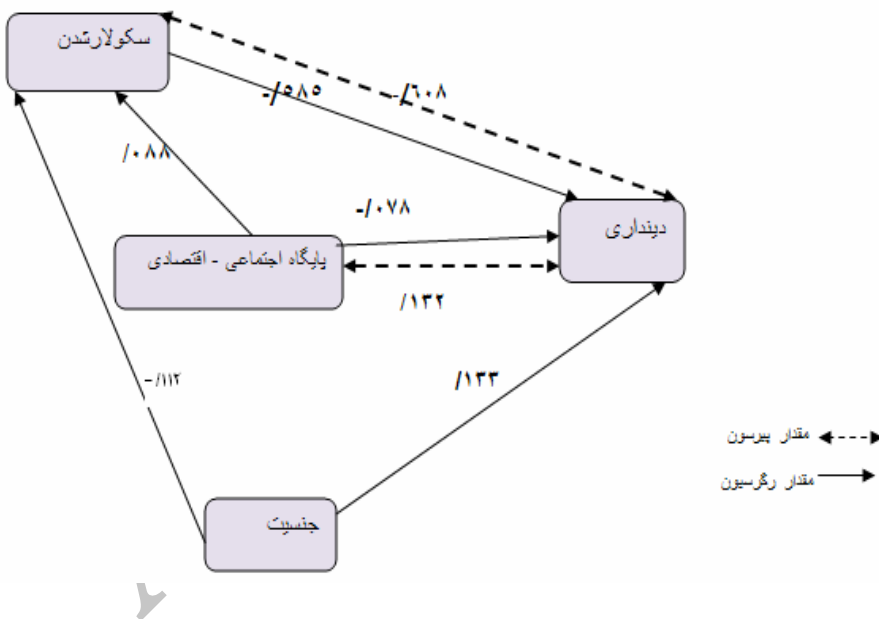 سکولارشدن
-/۶۰۸
-/۵۸۵
/۰۸۸
-/۰۷۸
دینداری
پایگاه اجتماعی - اقتصادی
/۱۳۲
-/۱۱۲
/۱۳۳
مقدار پیرسون
مقدار رگرسیون
جنسیت